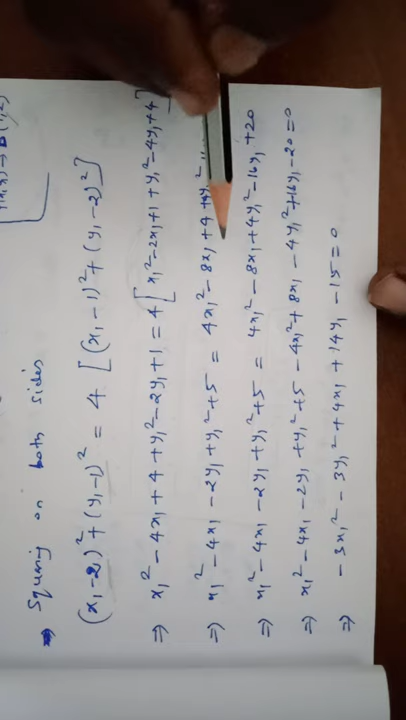 ⇒ Squring on both sides
(x₁-2)²+(y₁-1)² = 4 [(x₁-1)²+(y₁-2)²]
⇒ x₁²-4x₁+4+y₁²-2y₁+1 = 4[x₁²-2x₁+1+y₁²-4y₁+4]
⇒ x₁²-4x₁-2y₁+y₁²+5 = 4x₁²-8x₁+4
⇒ x₁²-4x₁-2y₁+y₁²+5 = 4x₁²-8x₁+4y₁²-16y₁+20
⇒ x₁²-4x₁-2y₁+y₁²+5-4x₁²+8x₁-4y₁²+16y₁-20=0
⇒ -3x₁²-3y₁²+4x₁+14y₁-15=0